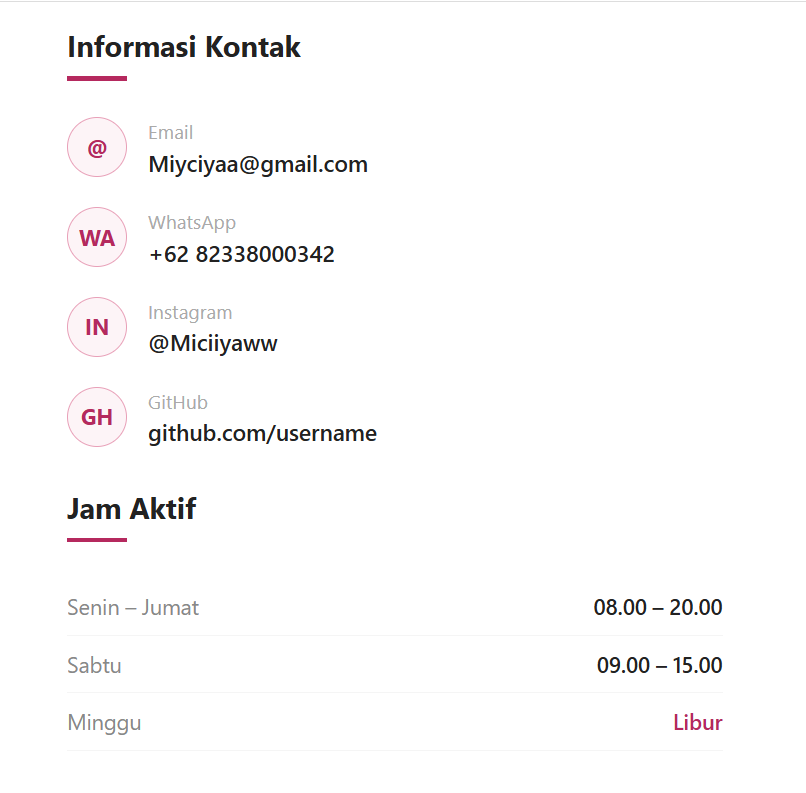 Informasi Kontak
@
Email
Miyciyaa@gmail.com
WA
WhatsApp
+62 82338000342
IN
Instagram
@Miciiyaww
GH
GitHub
github.com/username
Jam Aktif
Senin – Jumat 08.00 – 20.00
Sabtu 09.00 – 15.00
Minggu Libur